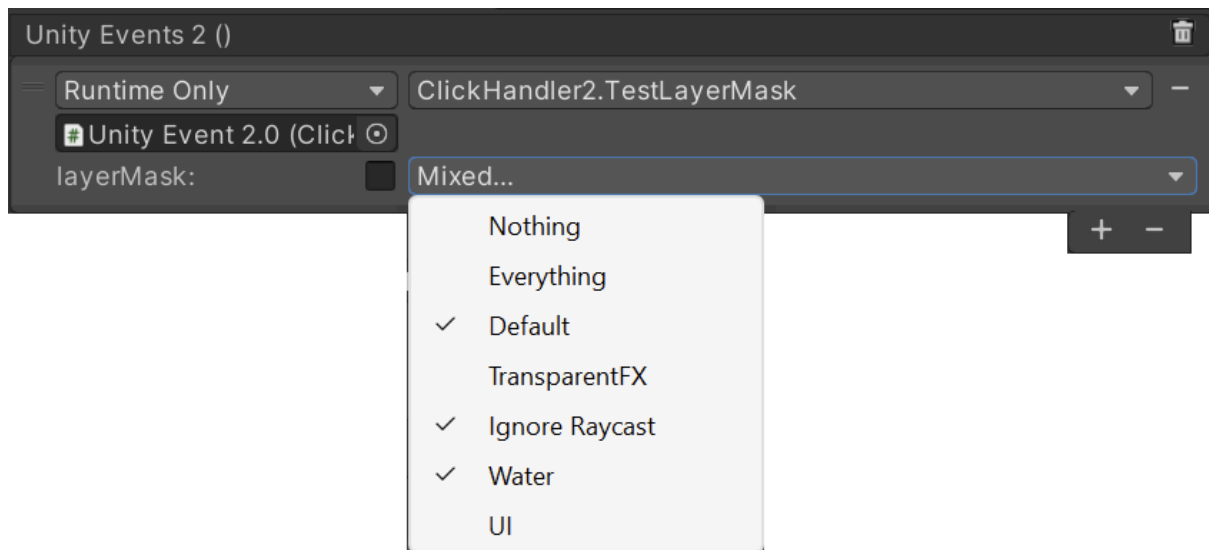 Unity Events 2 ()
Runtime Only ClickHandler2.TestLayerMask
Unity Event 2.0 (Click
layerMask: Mixed...
Nothing
Everything
Default
TransparentFX
Ignore Raycast
Water
UI